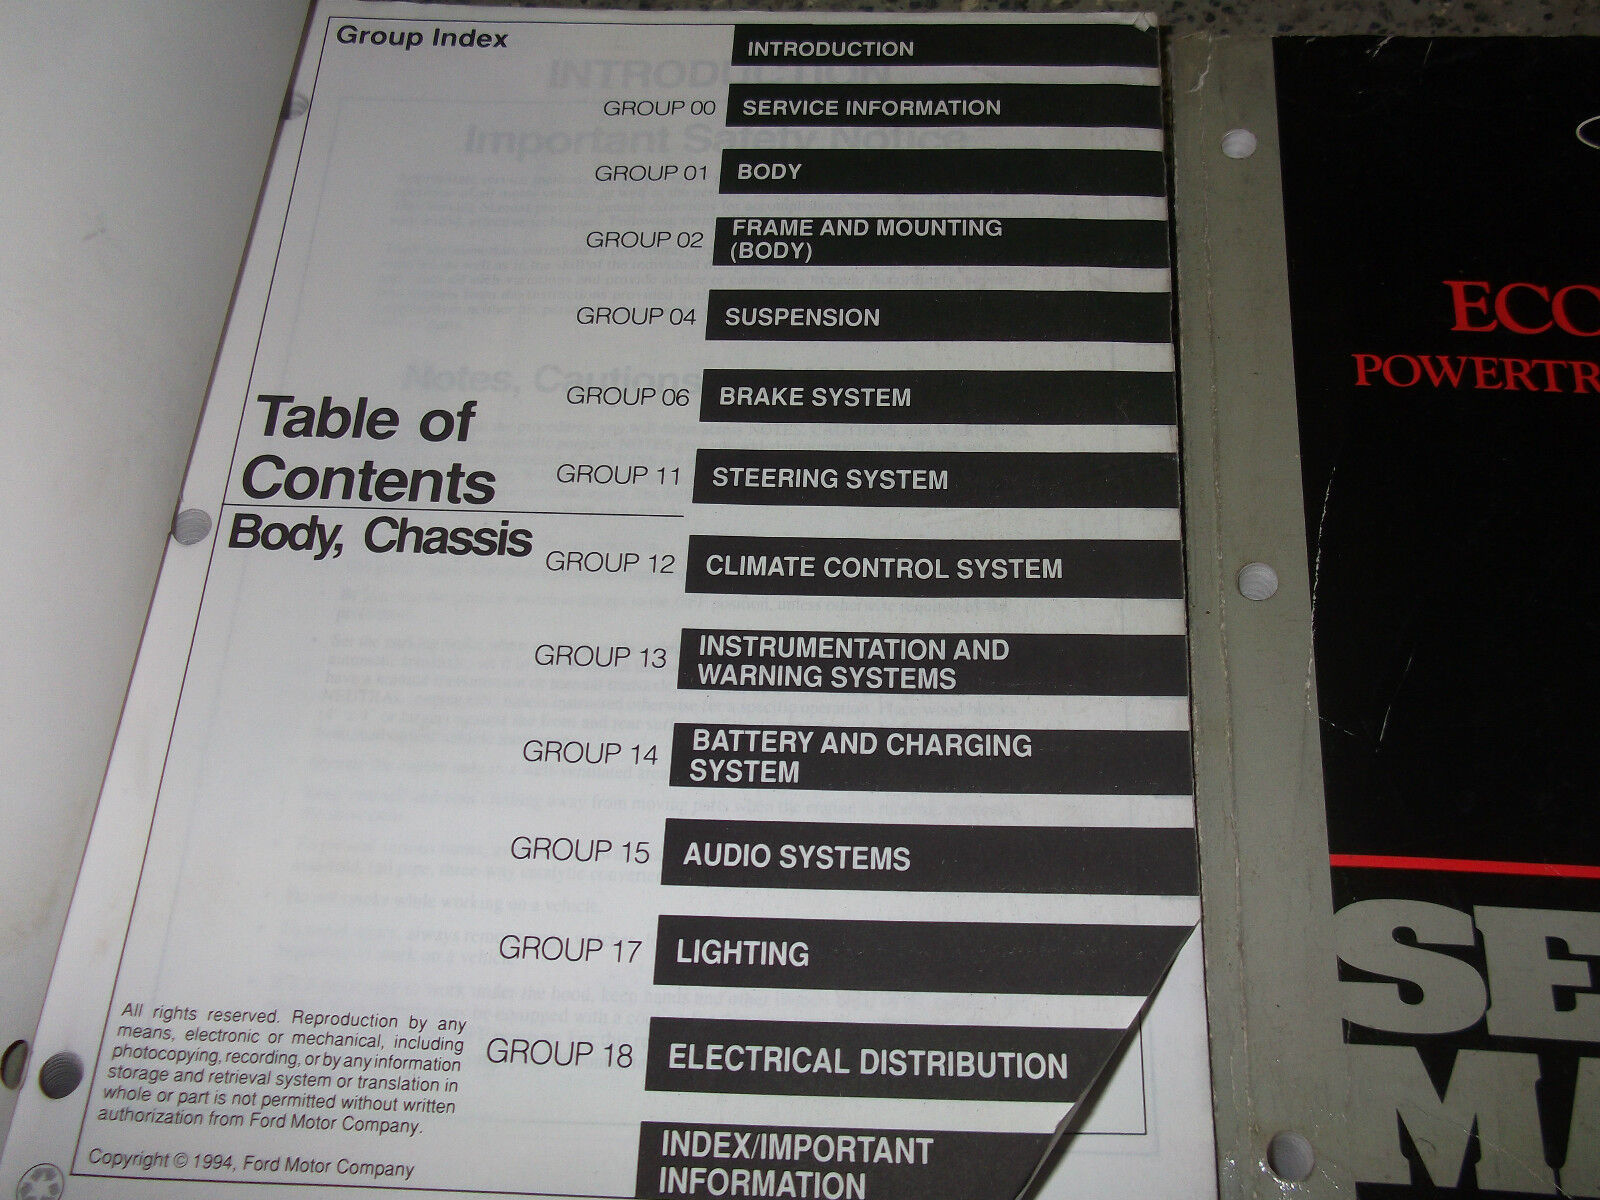 Group Index
INTRODUCTION
GROUP 00 SERVICE INFORMATION
GROUP 01 BODY
GROUP 02 FRAME AND MOUNTING
(BODY)
GROUP 04 SUSPENSION
GROUP 06 BRAKE SYSTEM
Table of
Contents
Body, Chassis
GROUP 11 STEERING SYSTEM
GROUP 12 CLIMATE CONTROL SYSTEM
GROUP 13 INSTRUMENTATION AND
WARNING SYSTEMS
GROUP 14 BATTERY AND CHARGING
SYSTEM
GROUP 15 AUDIO SYSTEMS
GROUP 17 LIGHTING
GROUP 18 ELECTRICAL DISTRIBUTION
INDEX/IMPORTANT
INFORMATION
All rights reserved. Reproduction by any
means, electronic or mechanical, including
photocopying, recording, or by any information
storage and retrieval system or translation in
whole or part is not permitted without written
authorization from Ford Motor Company.
Copyright © 1994, Ford Motor Company
ECO
POWERTR
SE
MA